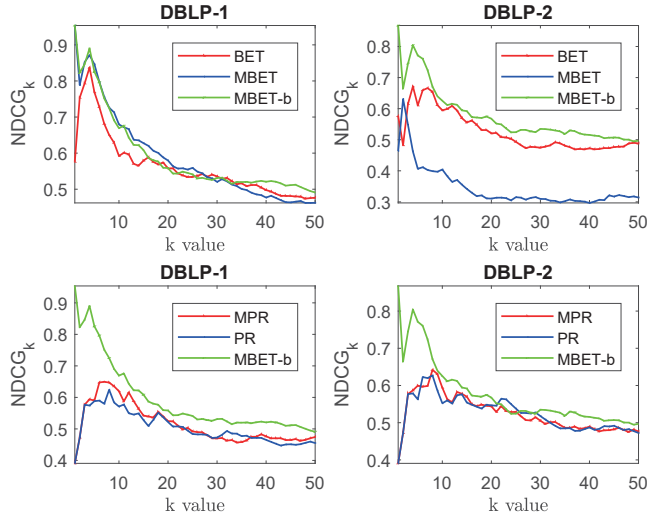 DBLP-1
0.9
0.8
0.7
0.6
0.5
NDCG_k
BET
MBET
MBET-b
10 20 30 40 50
k value
DBLP-2
0.8
0.7
0.6
0.5
0.4
0.3
NDCG_k
BET
MBET
MBET-b
10 20 30 40 50
k value
DBLP-1
0.9
0.8
0.7
0.6
0.5
0.4
NDCG_k
MPR
PR
MBET-b
10 20 30 40 50
k value
DBLP-2
0.8
0.7
0.6
0.5
0.4
NDCG_k
MPR
PR
MBET-b
10 20 30 40 50
k value